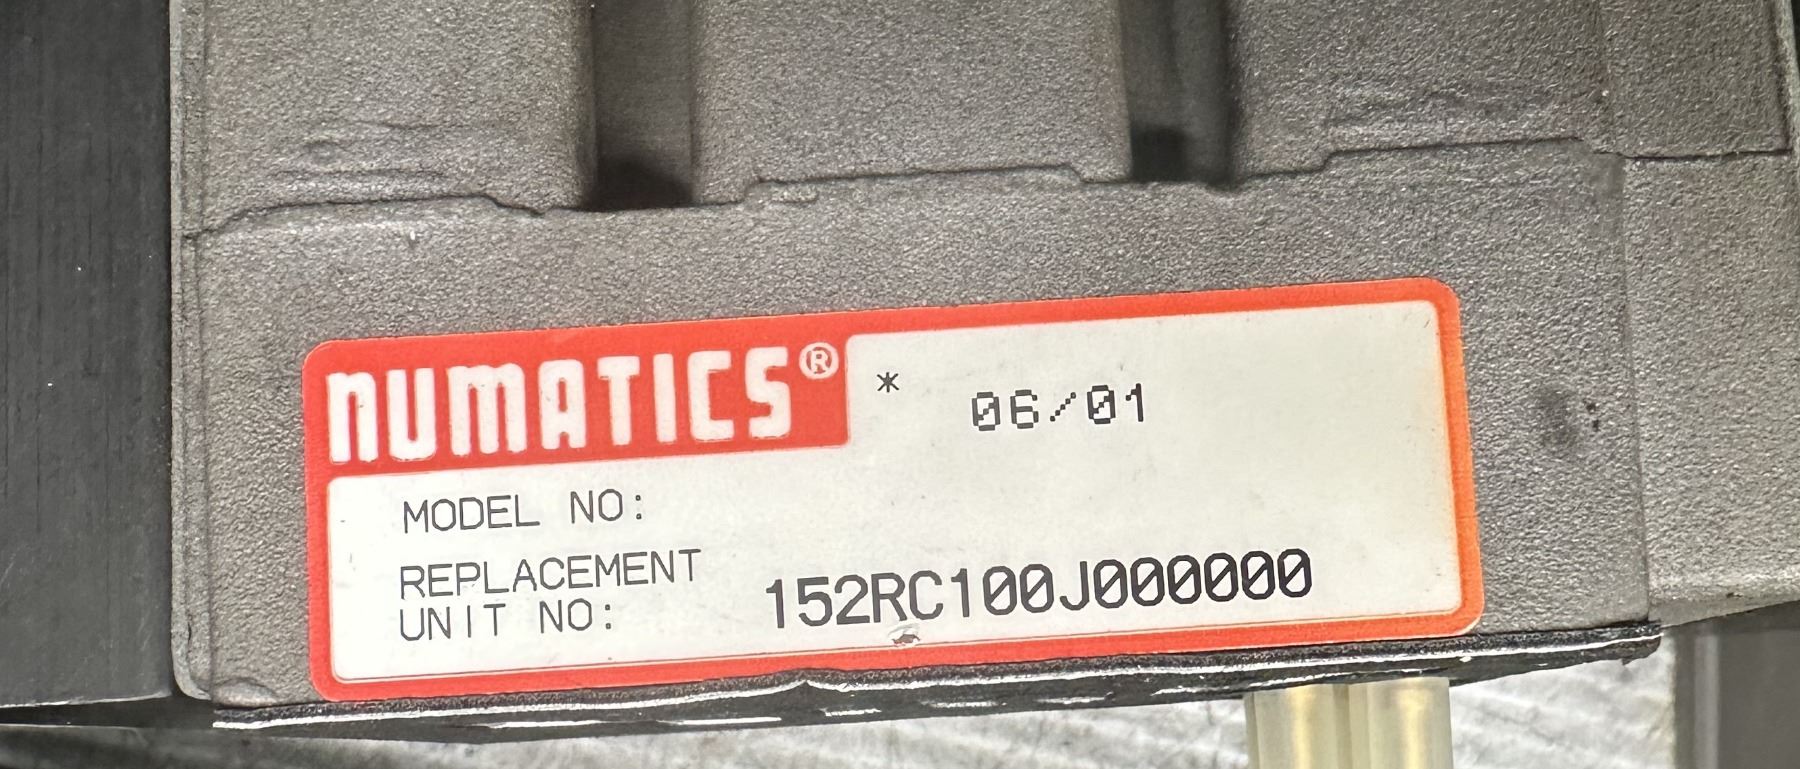 NUMATICS® * 06/01
MODEL NO:
REPLACEMENT
UNIT NO: 152RC100J000000